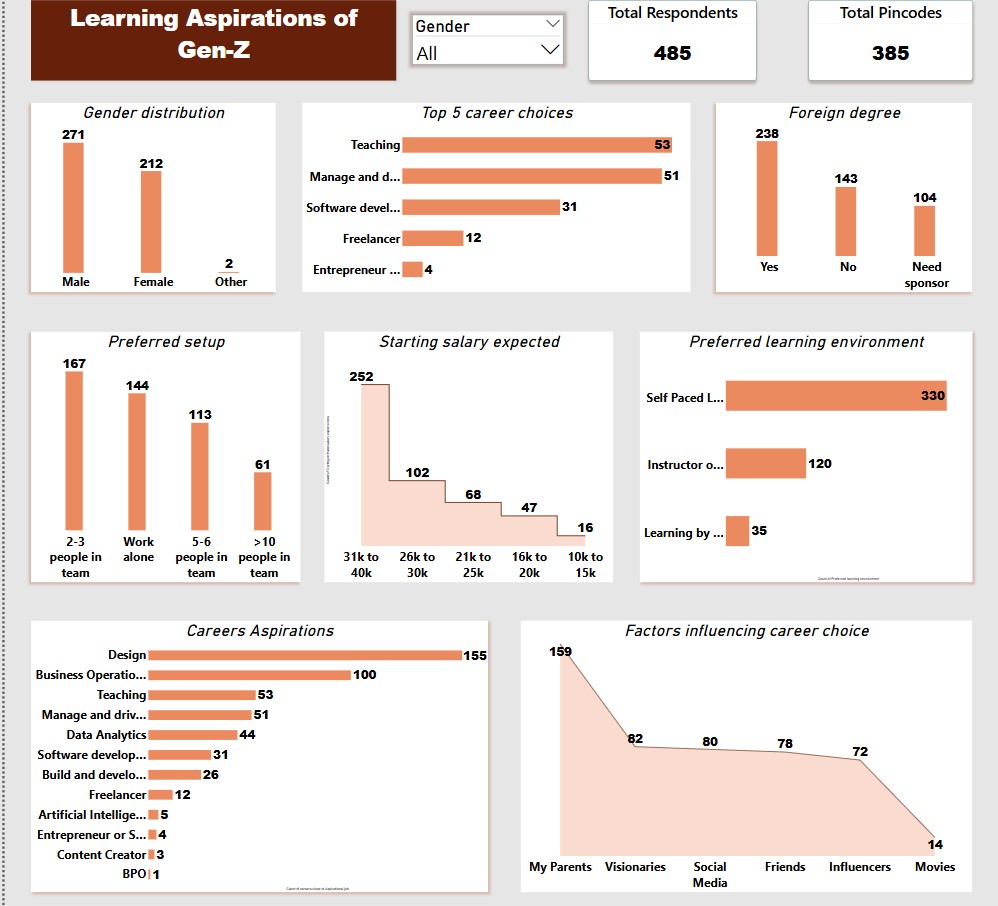 Learning Aspirations of
Gen-Z
Gender
All
Total Respondents
485
Total Pincodes
385
Gender distribution
271
212
2
Male
Female
Other
Top 5 career choices
Teaching
53
Manage and d...
51
Software devel...
31
Freelancer
12
Entrepreneur ...
4
Foreign degree
238
143
104
Yes
No
Need
sponsor
Preferred setup
167
144
113
61
2-3
people in
team
Work
alone
5-6
people in
team
>10
people in
team
Starting salary expected
252
102
68
47
16
31k to
40k
26k to
30k
21k to
25k
16k to
20k
10k to
15k
Preferred learning environment
Self Paced L...
330
Instructor o...
120
Learning by ...
35
Count of Preferred learning environment
Careers Aspirations
Design
155
Business Operatio...
100
Teaching
53
Manage and driv...
51
Data Analytics
44
Software develop...
31
Build and develo...
26
Freelancer
12
Artificial Intellige...
5
Entrepreneur or S...
4
Content Creator
3
BPO
1
Factors influencing career choice
159
82
80
78
72
14
My Parents
Visionaries
Social
Media
Friends
Influencers
Movies